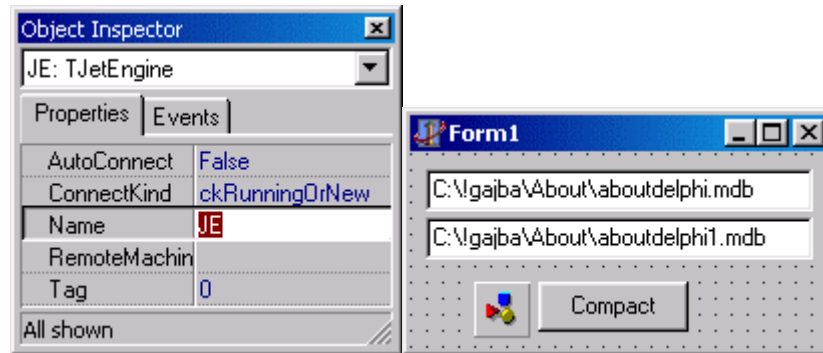 Object Inspector
JE: TJetEngine
Properties Events
AutoConnect False
ConnectKind ckRunningOrNew
Name JE
RemoteMachin
Tag 0
All shown
Form1
C:\!gajba\About\aboutdelphi.mdb
C:\!gajba\About\aboutdelphi1.mdb
Compact